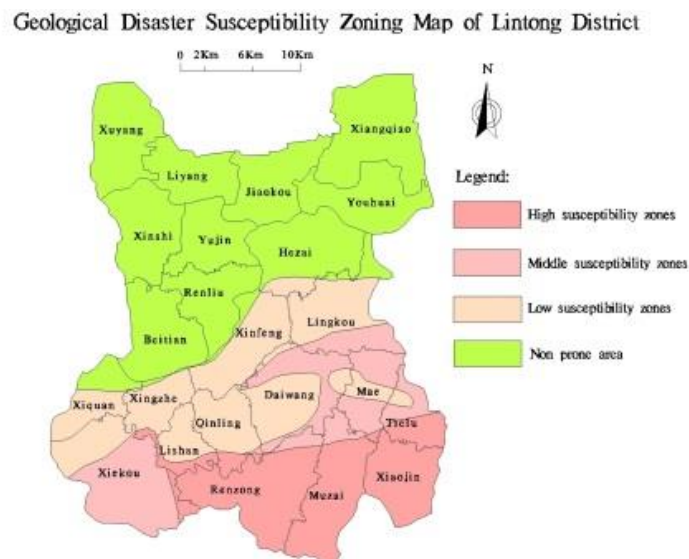 Geological Disaster Susceptibility Zoning Map of Lintong District
0 2Km 6Km 10Km
N
Xuyang
Xiangqiao
Liyang
Jiaokou
Legend:
Youhuai
High susceptibility zones
Xinshi
Yujin
Hezai
Middle susceptibility zones
Renliu
Low susceptibility zones
Xinfeng
Lingkou
Beitian
Non prone area
Xiquan
Xingzhe
Daiwang
Mae
Qinling
Tielu
Lishan
Xiekou
Renzong
Muzai
Xiaojin